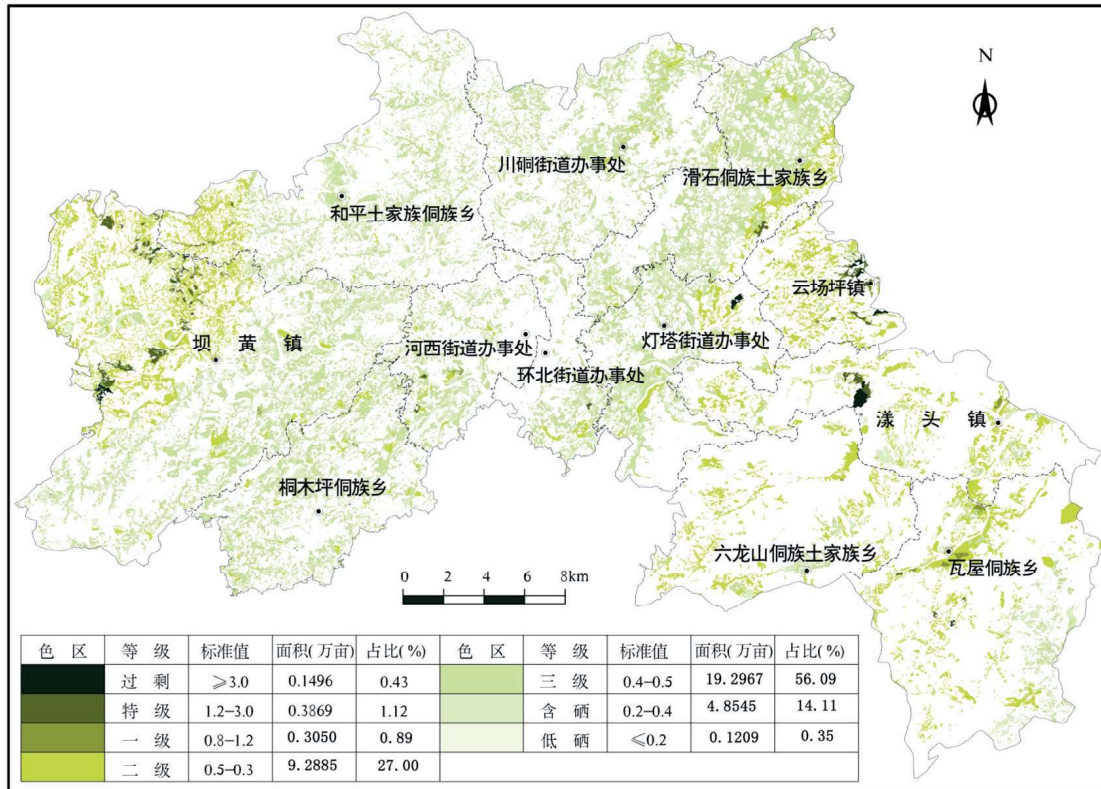 N
川硐街道办事处
滑石侗族土家族乡
和平土家族侗族乡
云场坪镇
坝黄镇
河西街道办事处
灯塔街道办事处
环北街道办事处
漾头镇
桐木坪侗族乡
六龙山侗族土家族乡
瓦屋侗族乡
0 2 4 6 8km
色 区 等 级 标准值 面积(万亩) 占比(%) 色 区 等 级 标准值 面积(万亩) 占比(%)
过 剩 ≥3.0 0.1496 0.43 三 级 0.4-0.5 19.2967 56.09
特 级 1.2-3.0 0.3869 1.12 含 硒 0.2-0.4 4.8545 14.11
一 级 0.8-1.2 0.3050 0.89 低 硒 ≤0.2 0.1209 0.35
二 级 0.5-0.3 9.2885 27.00